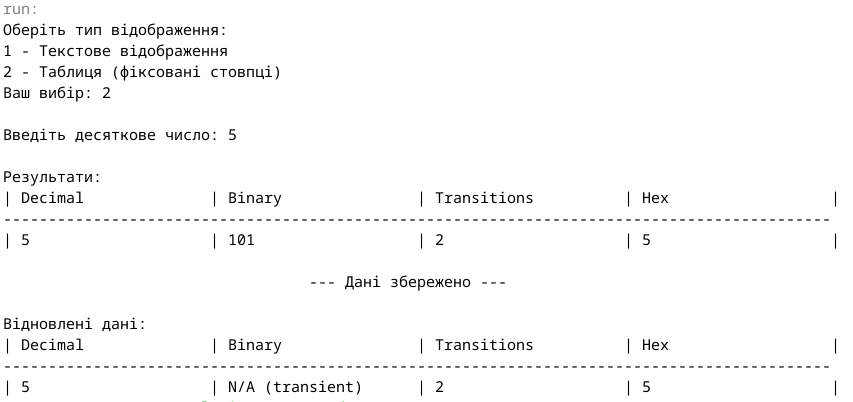 run:
Оберіть тип відображення:
1 - Текстове відображення
2 - Таблиця (фіксовані стовпці)
Ваш вибір: 2
Введіть десяткове число: 5
Результати:
| Decimal | Binary | Transitions | Hex |
--------------------------------------------------------------------------------------------
| 5 | 101 | 2 | 5 |
--- Дані збережено ---
Відновлені дані:
| Decimal | Binary | Transitions | Hex |
--------------------------------------------------------------------------------------------
| 5 | N/A (transient) | 2 | 5 |